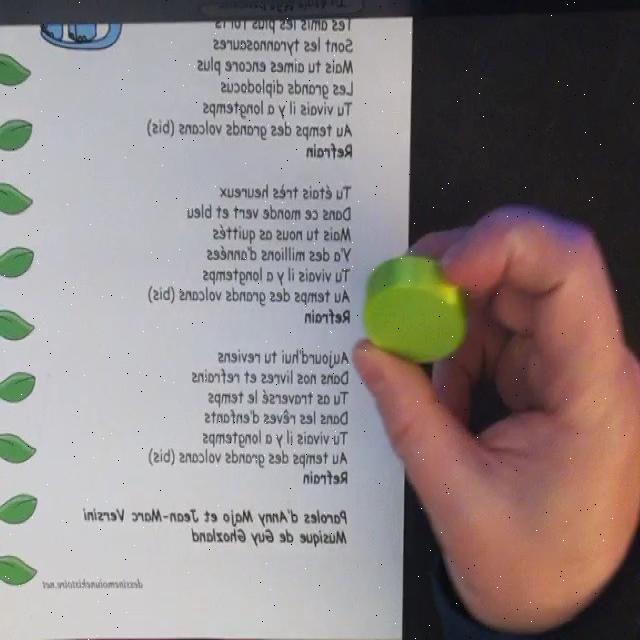 Tes amis les plus forts
Sont les tyrannosaures
Mais tu aimes encore plus
Les grands diplodocus
Tu vivais il y a longtemps
Au temps des grands volcans (bis)
Refrain
Tu étais très heureux
Dans ce monde vert et bleu
Mais tu nous as quittés
Y'a des millions d'années
Tu vivais il y a longtemps
Au temps des grands volcans (bis)
Refrain
Aujourd'hui tu reviens
Dans nos livres et refrains
Tu as traversé le temps
Dans les rêves d'enfants
Tu vivais il y a longtemps
Au temps des grands volcans (bis)
Refrain
Paroles d'Anny Majo et Jean-Marc Versini
Musique de Guy Ghozland